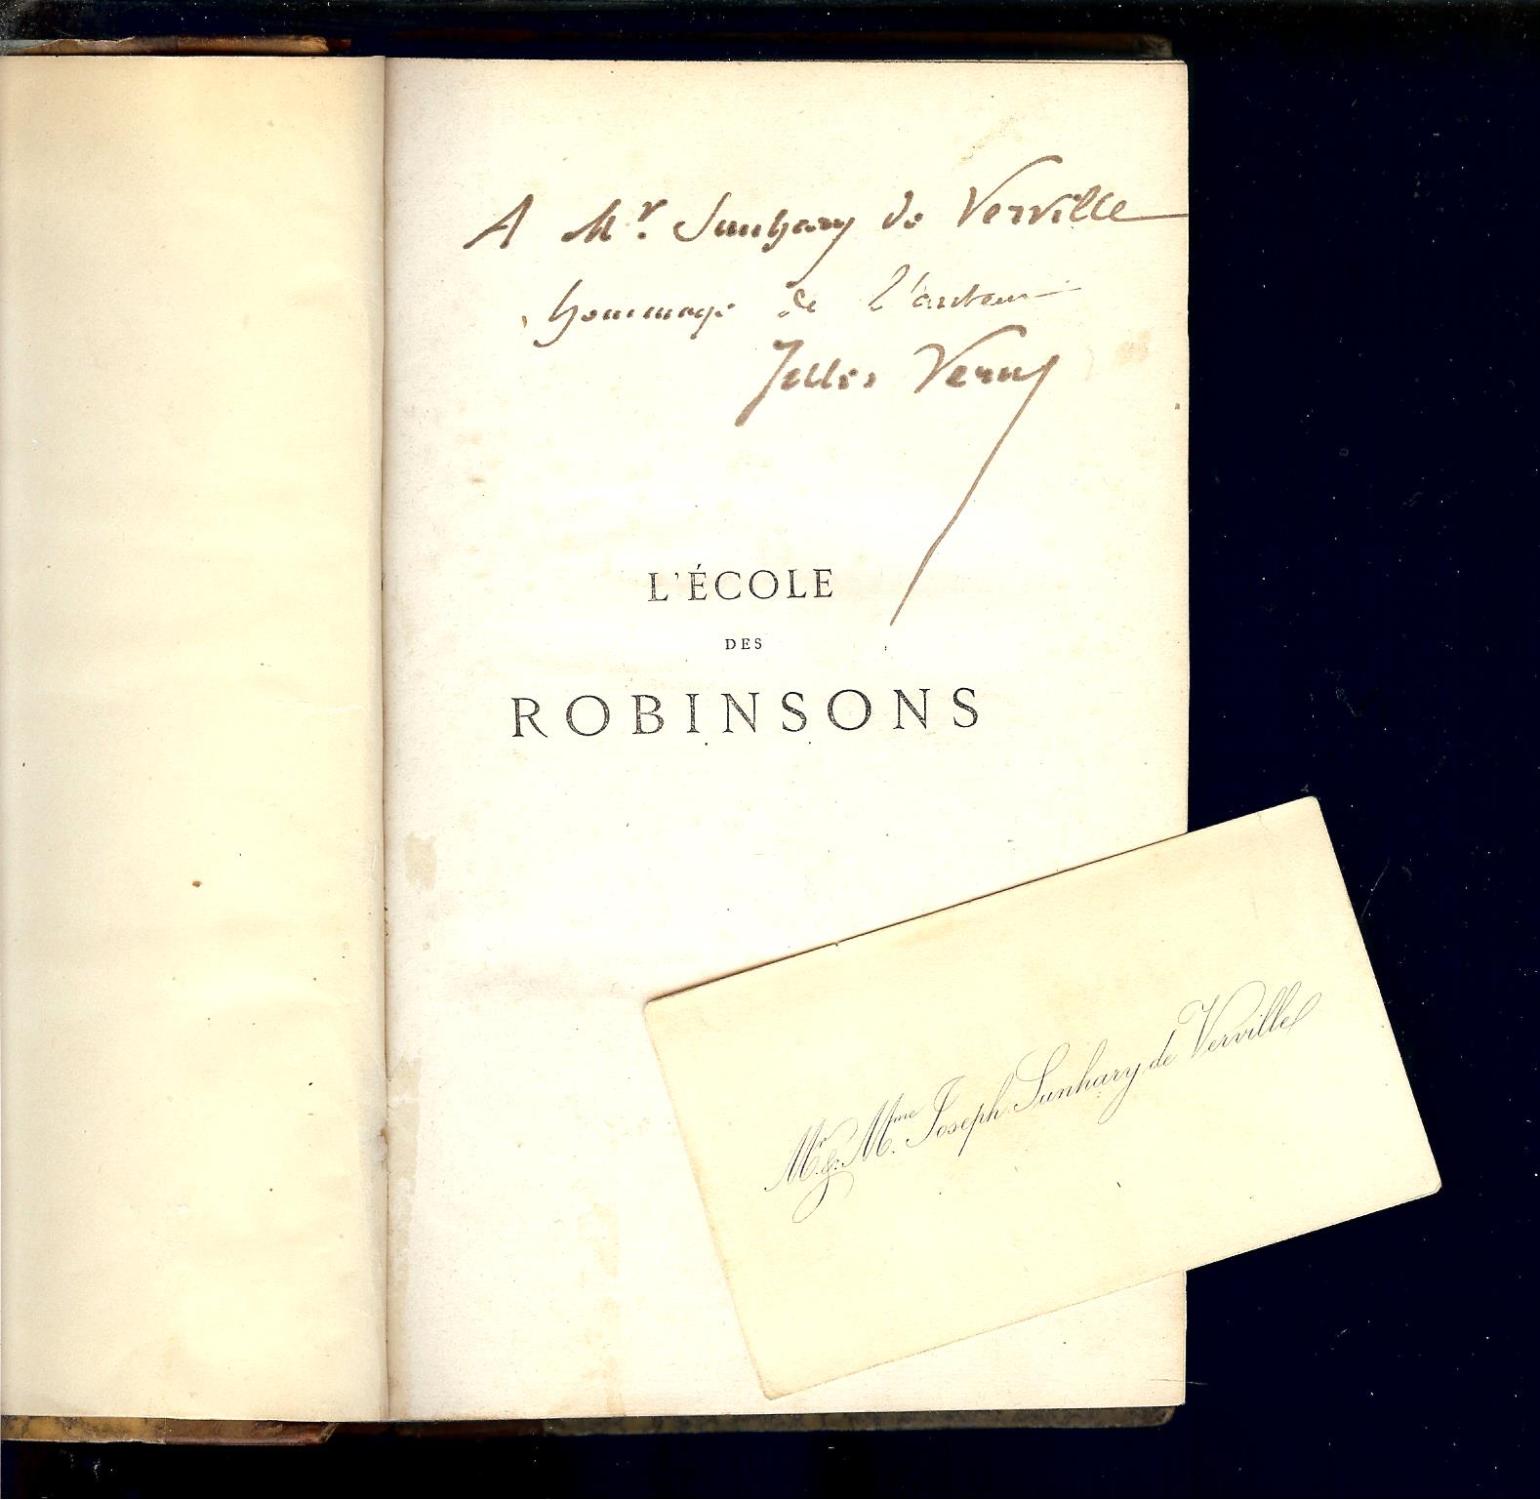 A Mr. Sunhary de Verville
hommage de l'auteur
Jules Verne
L'ÉCOLE
DES
ROBINSONS
Mr. & Mme. Joseph Sunhary de Verville